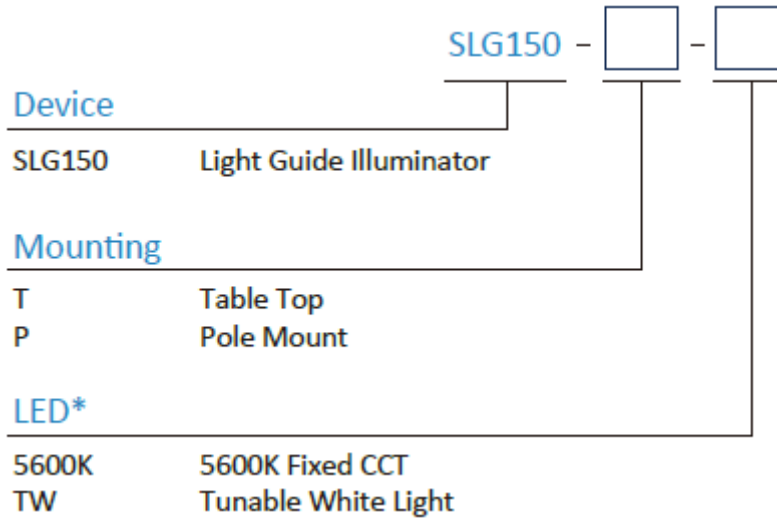 SLG150 - -
Device
SLG150 Light Guide Illuminator
Mounting
T Table Top
P Pole Mount
LED*
5600K 5600K Fixed CCT
TW Tunable White Light